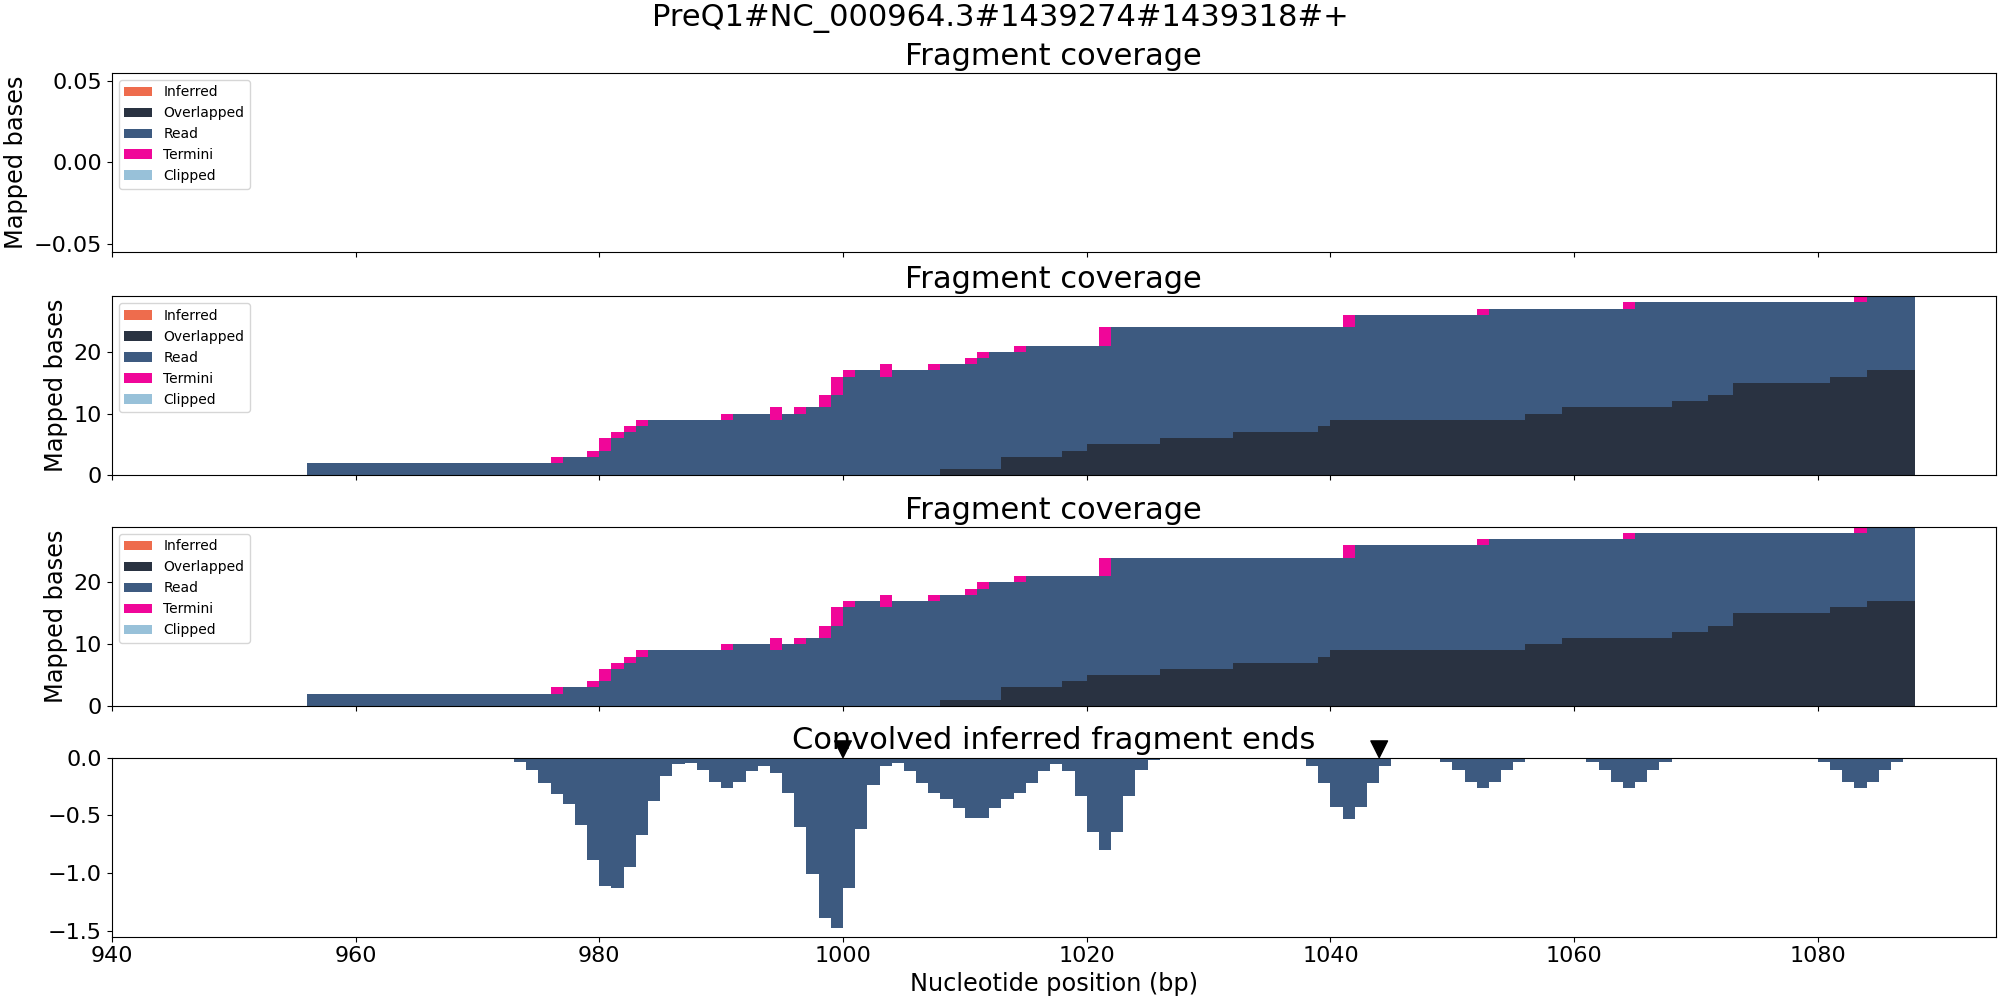 PreQ1#NC_000964.3#1439274#1439318#+
Fragment coverage
Mapped bases
0.05
0.00
−0.05
Inferred
Overlapped
Read
Termini
Clipped
Fragment coverage
Mapped bases
20
10
0
Inferred
Overlapped
Read
Termini
Clipped
Fragment coverage
Mapped bases
20
10
0
Inferred
Overlapped
Read
Termini
Clipped
Convolved inferred fragment ends
0.0
−0.5
−1.0
−1.5
940 960 980 1000 1020 1040 1060 1080
Nucleotide position (bp)